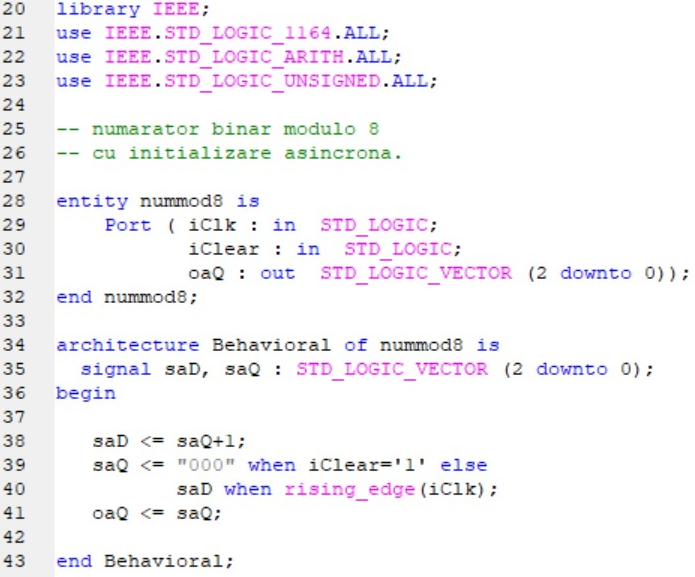 20 library IEEE;
21 use IEEE.STD_LOGIC_1164.ALL;
22 use IEEE.STD_LOGIC_ARITH.ALL;
23 use IEEE.STD_LOGIC_UNSIGNED.ALL;
24
25 -- numarator binar modulo 8
26 -- cu initializare asincrona.
27
28 entity nummod8 is
29     Port ( iClk : in  STD_LOGIC;
30            iClear : in  STD_LOGIC;
31            oaQ : out  STD_LOGIC_VECTOR (2 downto 0));
32 end nummod8;
33
34 architecture Behavioral of nummod8 is
35   signal saD, saQ : STD_LOGIC_VECTOR (2 downto 0);
36 begin
37
38    saD <= saQ+1;
39    saQ <= "000" when iClear='1' else
40           saD when rising_edge(iClk);
41    oaQ <= saQ;
42
43 end Behavioral;